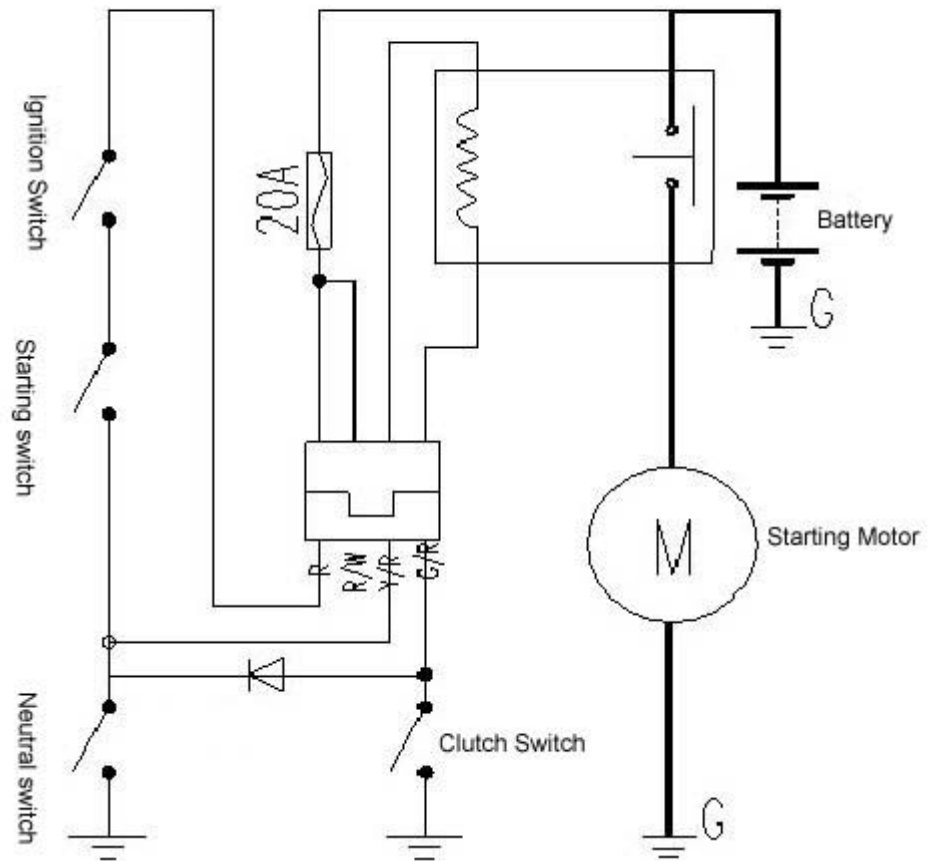 Ignition Switch
20A
Battery
G
Starting switch
R
R/W
Y/R
G/R
M
Starting Motor
Neutral switch
Clutch Switch
G